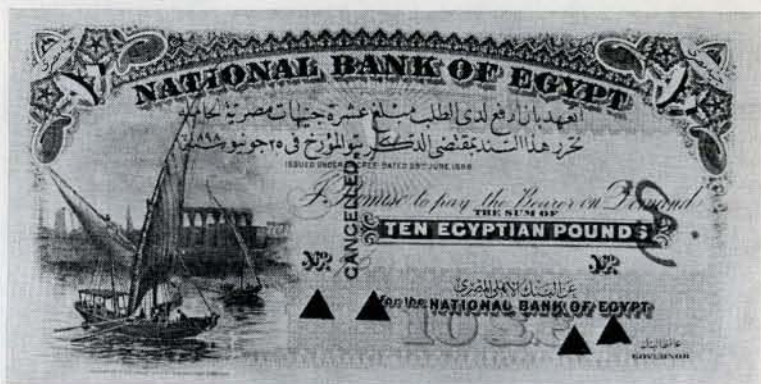 NATIONAL BANK OF EGYPT
أتعهد بان ادفع لدى الطلب مبلغ عشرة جنيهات مصرية لحامله
تحرر هذا السند بمقتضى الدكريتو المؤرخ في ٢٥ جونيو سنة ١٨٩٨
ISSUED UNDER DECREE DATED 25TH JUNE 1898
I Promise to pay the Bearer on Demand
THE SUM OF
TEN EGYPTIAN POUNDS
CANCELLED
No. No.
عن البنك الاهلي المصري
For the NATIONAL BANK OF EGYPT
محافظ البنك
GOVERNOR